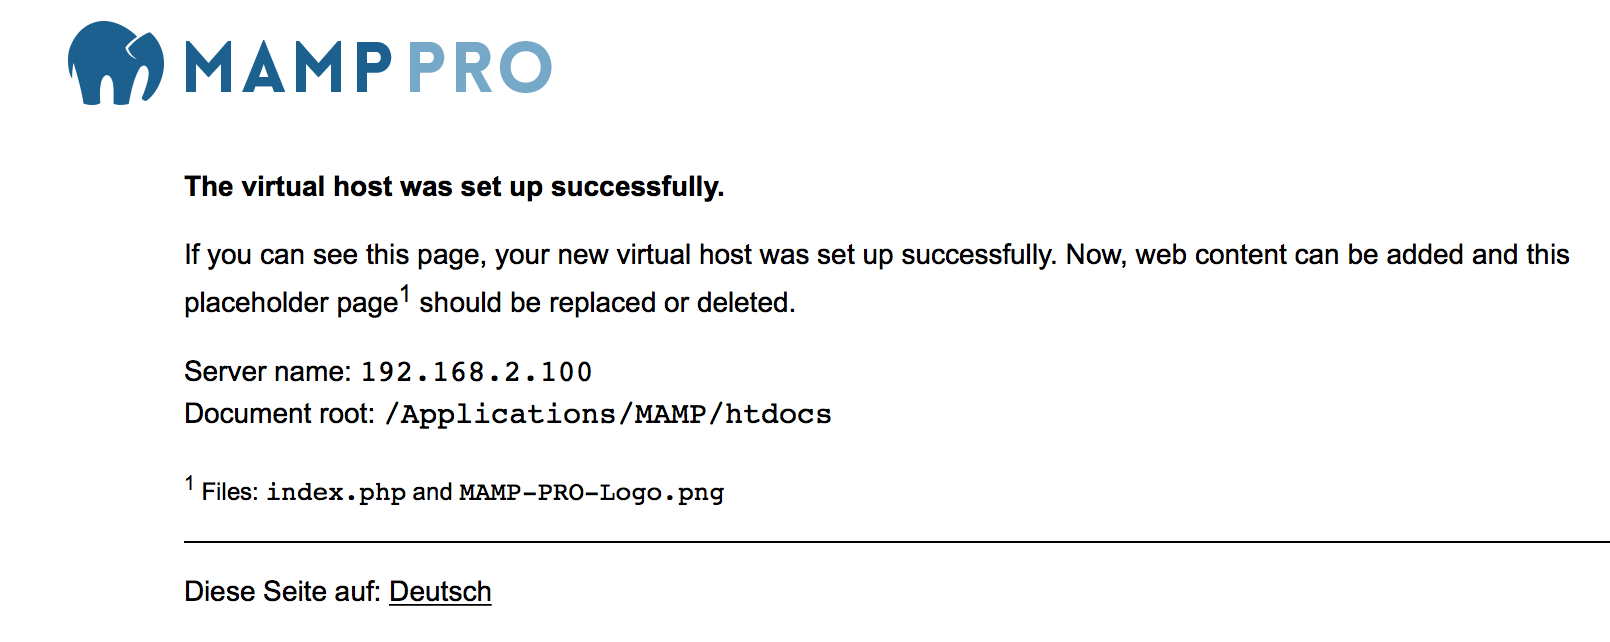 MAMP PRO
The virtual host was set up successfully.
If you can see this page, your new virtual host was set up successfully. Now, web content can be added and this
placeholder page1 should be replaced or deleted.
Server name: 192.168.2.100
Document root: /Applications/MAMP/htdocs
1 Files: index.php and MAMP-PRO-Logo.png
Diese Seite auf: Deutsch